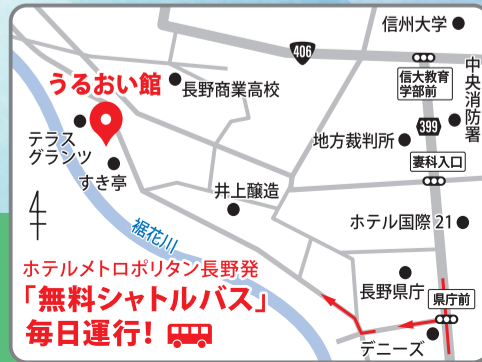 信州大学
406
うるおい館
長野商業高校
信大教育
学部前
中央消防署
399
テラス
グランツ
地方裁判所
すき亭
妻科入口
井上醸造
4
裾花川
ホテル国際21
ホテルメトロポリタン長野発
「無料シャトルバス」
毎日運行!
長野県庁
県庁前
デニーズ